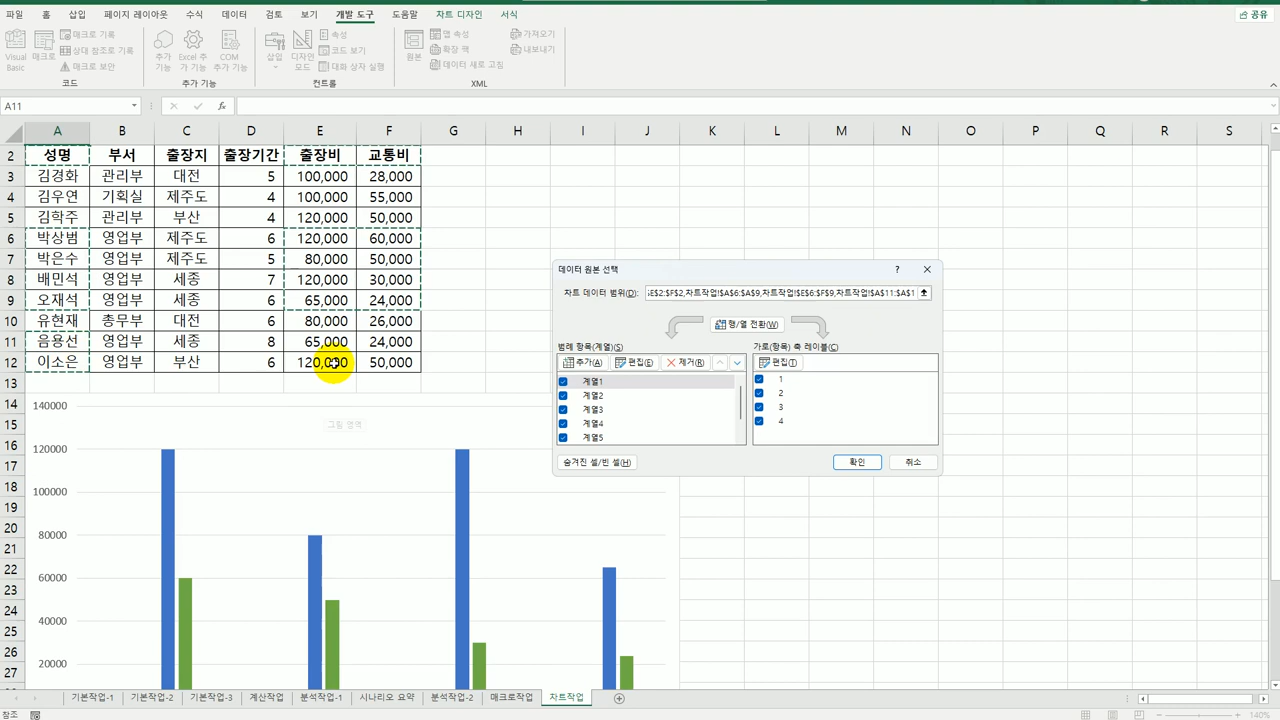 파일 홈 삽입 페이지 레이아웃 수식 데이터 검토 보기 개발 도구 도움말 차트 디자인 서식 공유
Visual Basic 매크로 매크로 기록 상대 참조로 기록 매크로 보안 추가 기능 Excel 추가 기능 COM 추가 기능 삽입 디자인 모드 속성 코드 보기 대화 상자 실행 원본 맵 속성 확장 팩 데이터 새로 고침 가져오기 내보내기
코드 추가 기능 컨트롤 XML
A11 fx
A B C D E F G H I J K L M N O P Q R S
2 성명 부서 출장지 출장기간 출장비 교통비
3 김경화 관리부 대전 5 100,000 28,000
4 김우연 기획실 제주도 4 100,000 55,000
5 김학주 관리부 부산 4 120,000 50,000
6 박상범 영업부 제주도 6 120,000 60,000
7 박은수 영업부 제주도 5 80,000 50,000
8 배민석 영업부 세종 7 120,000 30,000
9 오재석 영업부 세종 6 65,000 24,000
10 유현재 총무부 대전 6 80,000 26,000
11 음용선 영업부 세종 8 65,000 24,000
12 이소은 영업부 부산 6 120,000 50,000
13
14
15
16
17
18
19
20
21
22
23
24
25
26
27
140000
그림 영역
120000
100000
80000
60000
40000
20000
데이터 원본 선택 ?
차트 데이터 범위(D): $E$2:$F$2,차트작업!$A$6:$A$9,차트작업!$E$6:$F$9,차트작업!$A$11:$A$1
행/열 전환(W)
범례 항목(계열)(S) 가로(항목) 축 레이블(C)
추가(A) 편집(E) 제거(R) 편집(T)
계열1 1
계열2 2
계열3 3
계열4 4
계열5
숨겨진 셀/빈 셀(H) 확인 취소
기본작업-1 기본작업-2 기본작업-3 계산작업 분석작업-1 시나리오 요약 분석작업-2 매크로작업 차트작업
참조 140%